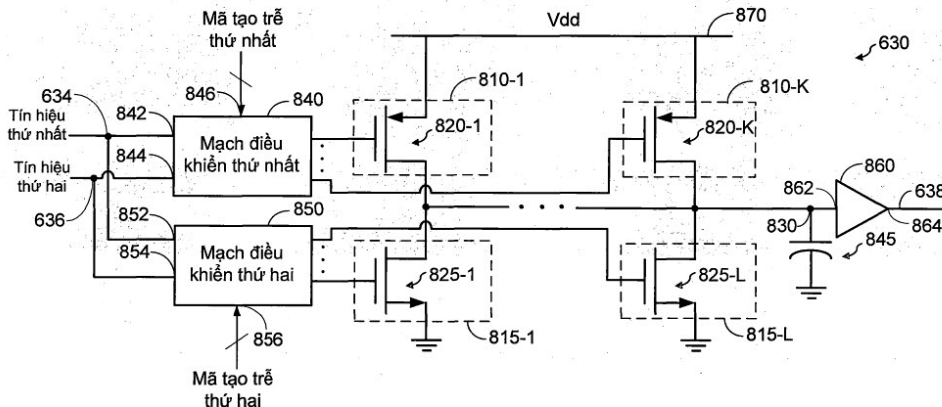 Mã tạo trễ
thứ nhất
Vdd
870
630
634
846
840
810-1
810-K
Tín hiệu
thứ nhất
842
Mạch điều
khiển thứ nhất
820-1
820-K
844
Tín hiệu
thứ hai
860
862
638
636
852
850
830
864
854
Mạch điều
khiển thứ hai
825-1
825-L
845
856
815-1
815-L
Mã tạo trễ
thứ hai